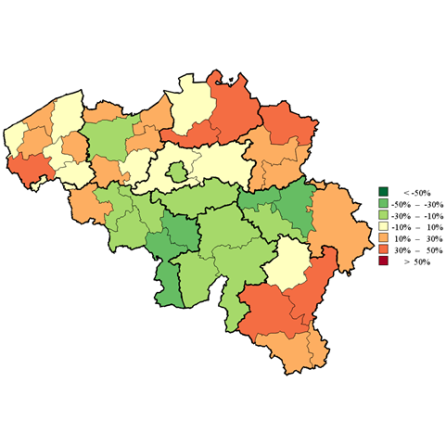 < -50%
-50% – -30%
-30% – -10%
-10% – 10%
10% – 30%
30% – 50%
> 50%